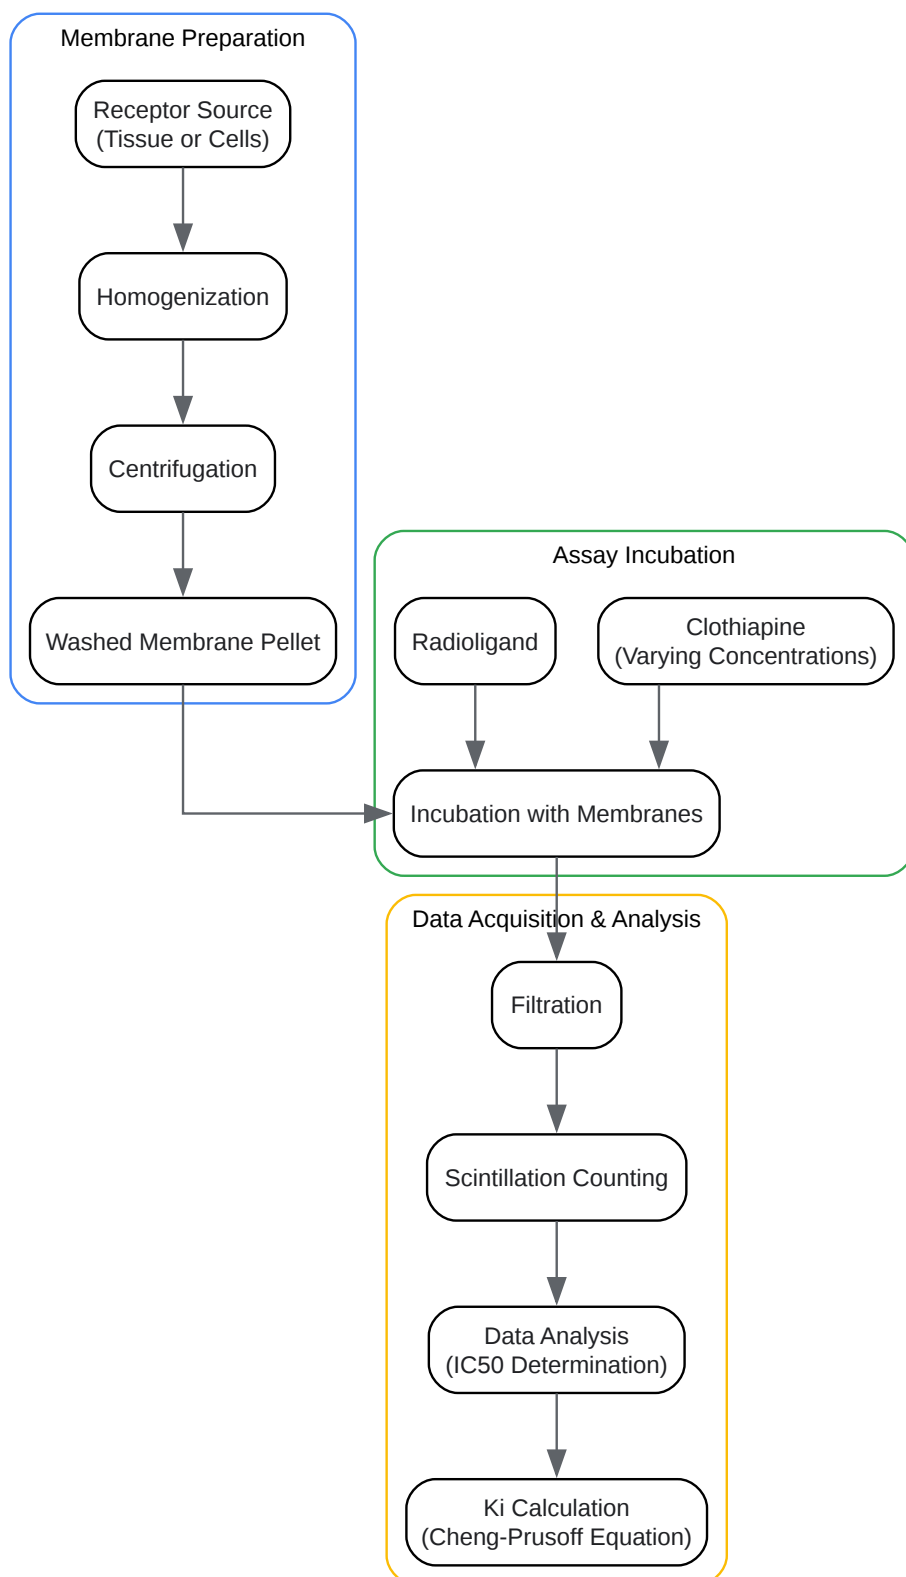 Membrane Preparation
Receptor Source
(Tissue or Cells)
Homogenization
Centrifugation
Washed Membrane Pellet
Assay Incubation
Radioligand
Clothiapine
(Varying Concentrations)
Incubation with Membranes
Data Acquisition & Analysis
Filtration
Scintillation Counting
Data Analysis
(IC50 Determination)
Ki Calculation
(Cheng-Prusoff Equation)